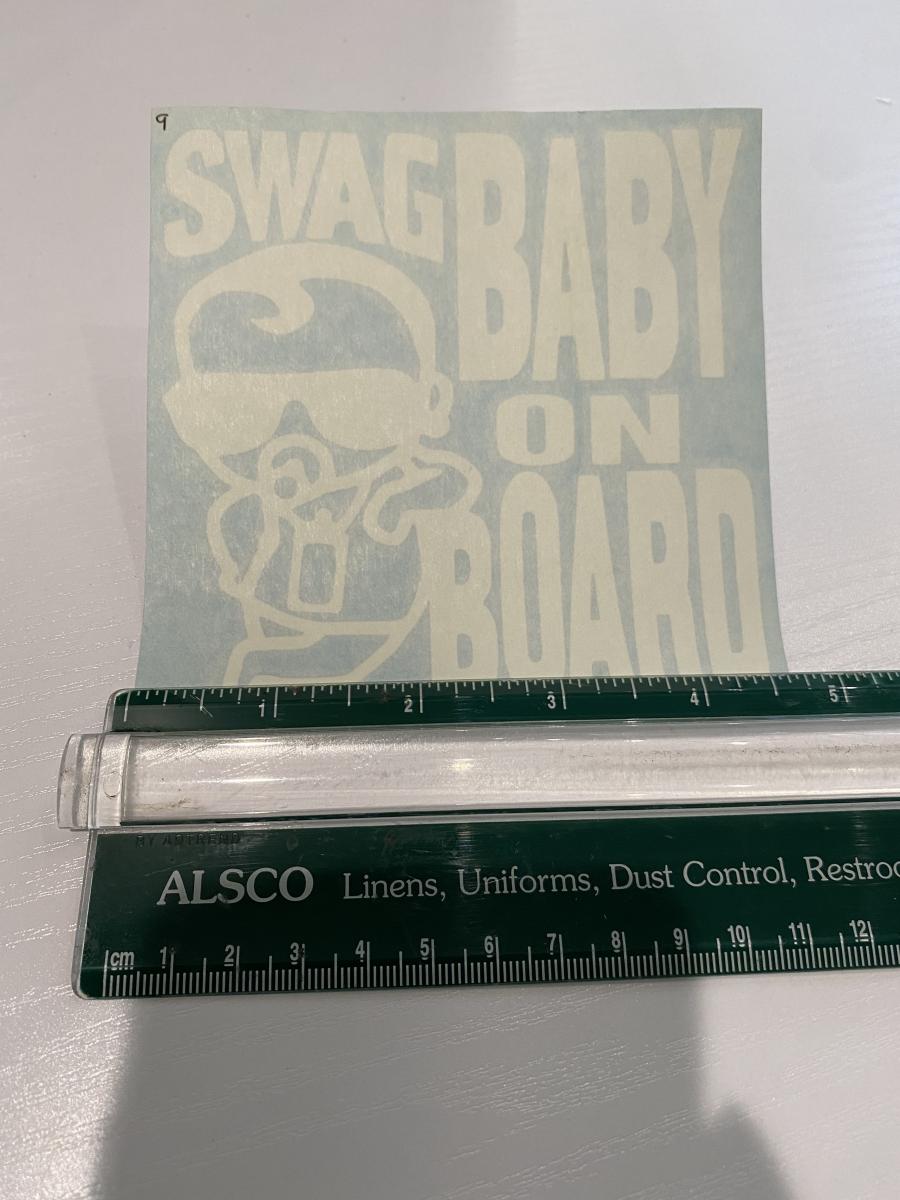 9
SWAG BABY
ON
BOARD
1 2 3 4 5
BY ADTREND
ALSCO Linens, Uniforms, Dust Control, Restroo
cm 1 2 3 4 5 6 7 8 9 10 11 12